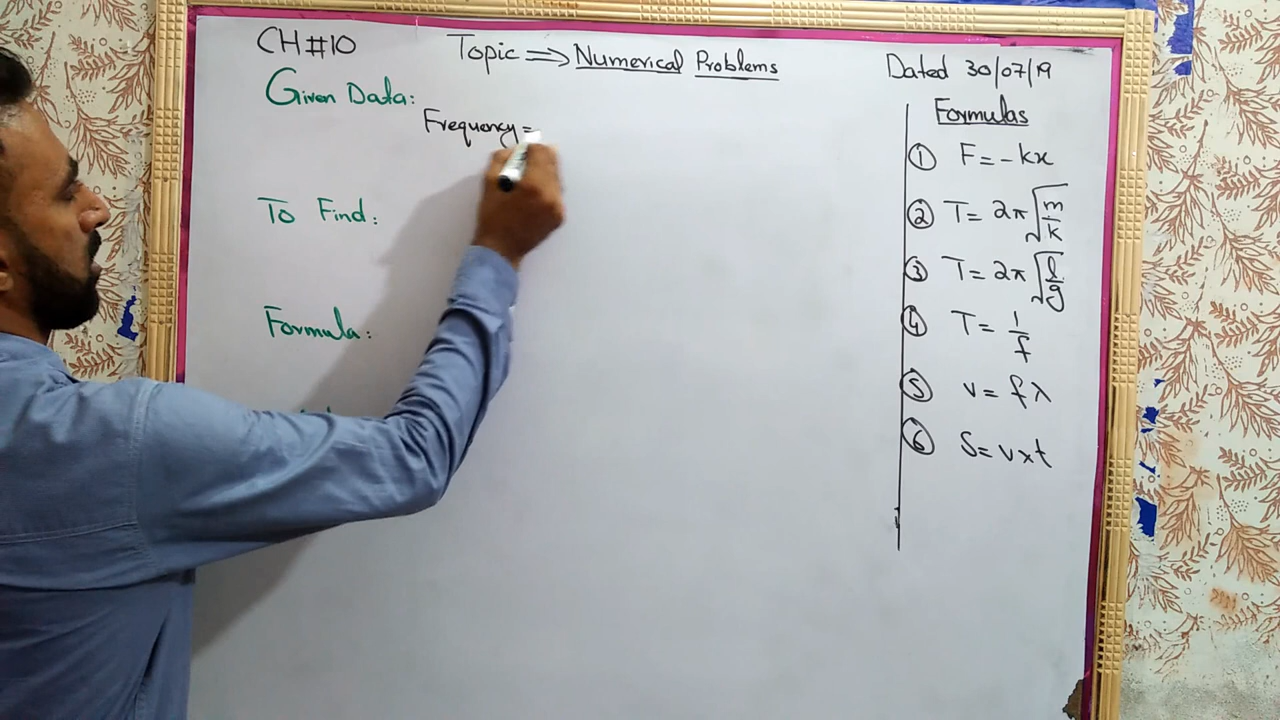 CH#10
Topic ⇒ Numerical Problems
Dated 30/07/19
Given Data:
Frequency =
To Find:
Formula:
Formulas
① F = -kx
② T = 2π√(m/k)
③ T = 2π√(l/g)
④ T = 1/f
⑤ v = fλ
⑥ S = v×t